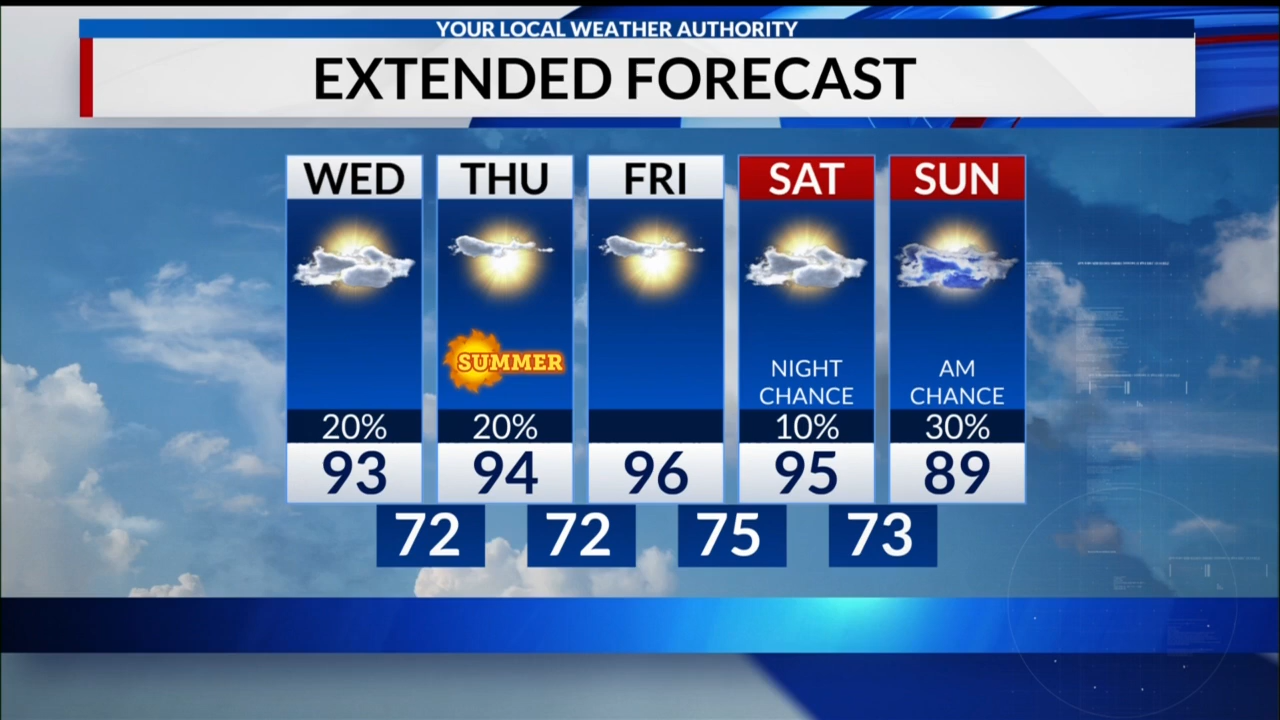 YOUR LOCAL WEATHER AUTHORITY
EXTENDED FORECAST
WED THU FRI SAT SUN
SUMMER
NIGHT CHANCE
AM CHANCE
20% 20% 10% 30%
93 94 96 95 89
72 72 75 73